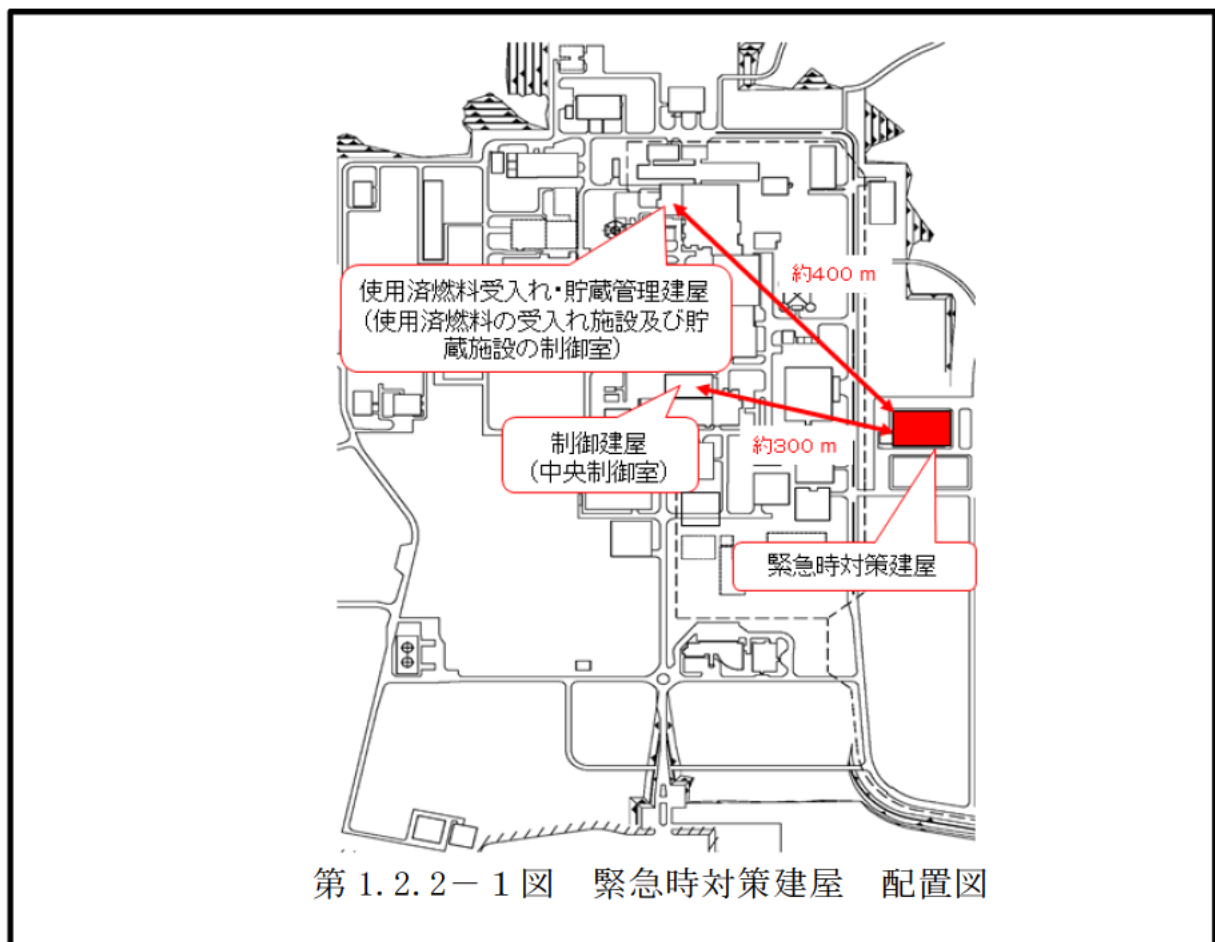 約400 m
使用済燃料受入れ・貯蔵管理建屋
（使用済燃料の受入れ施設及び貯
蔵施設の制御室）
制御建屋
（中央制御室）
約300 m
緊急時対策建屋
第 1.2.2－1図　緊急時対策建屋　配置図